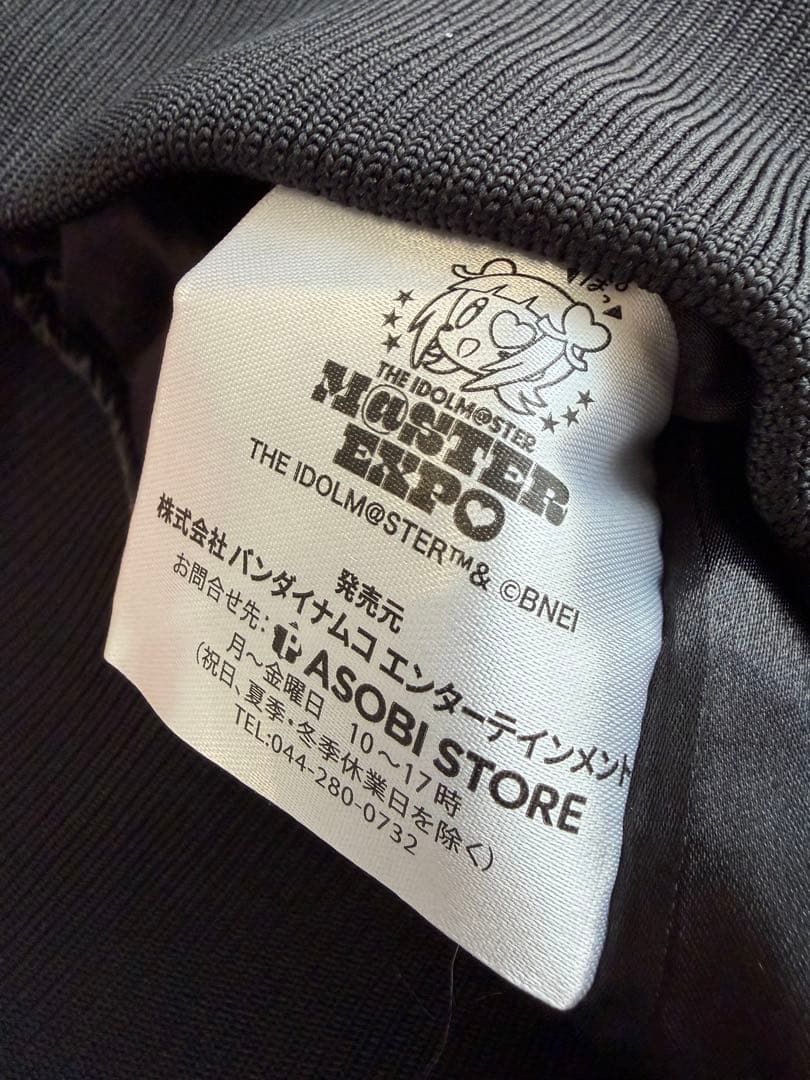 ぱっ
THE IDOLM@STER
M@STER
EXPO
THE IDOLM@STER™& ©BNEI
発売元
株式会社 バンダイナムコ エンターテインメント
お問合せ先: ASOBI STORE
月～金曜日 10～17時
(祝日、夏季・冬季休業日を除く)
TEL:044-280-0732